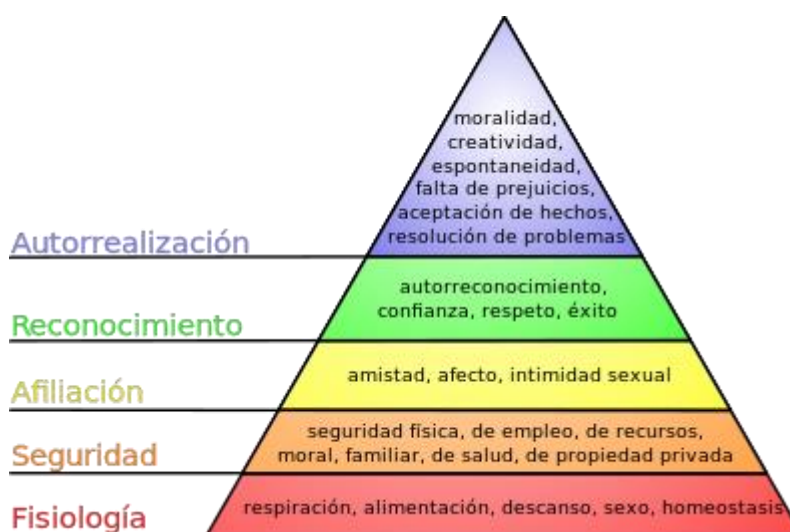 moralidad,
creatividad,
espontaneidad,
falta de prejuicios,
aceptación de hechos,
resolución de problemas
Autorrealización
autorreconocimiento,
confianza, respeto, éxito
Reconocimiento
amistad, afecto, intimidad sexual
Afiliación
seguridad física, de empleo, de recursos,
moral, familiar, de salud, de propiedad privada
Seguridad
respiración, alimentación, descanso, sexo, homeostasis
Fisiología